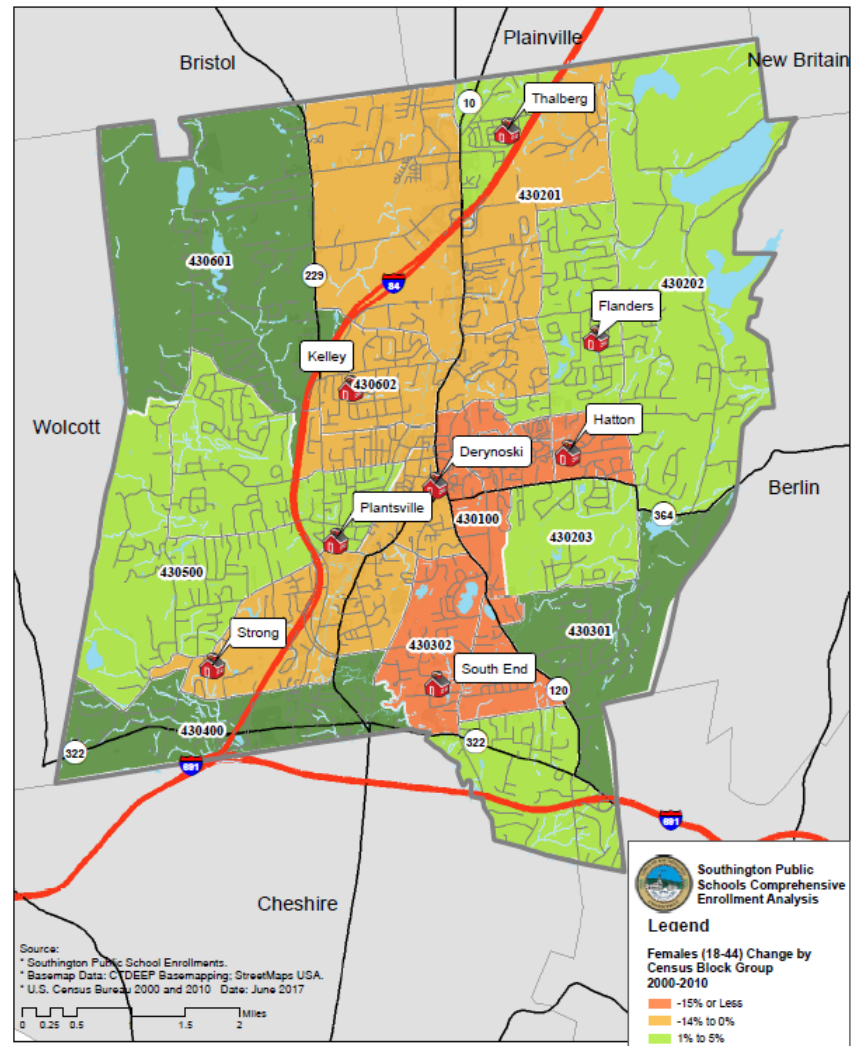 Plainville
Bristol
New Britain
10
Thalberg
430201
430601
229
84
430202
Flanders
Kelley
430602
Wolcott
Hatton
Derynoski
Berlin
Plantsville
430100
364
430203
430500
Strong
430301
430302
South End
120
430400
322
322
691
691
Cheshire
Southington Public
Schools Comprehensive
Enrollment Analysis
Legend
Females (18-44) Change by
Census Block Group
2000-2010
-15% or Less
-14% to 0%
1% to 5%
Source:
* Southington Public School Enrollments.
* Basemap Data: CTDEEP Basemapping; StreetMaps USA.
* U.S. Census Bureau 2000 and 2010 Date: June 2017
Miles
0 0.25 0.5 1 1.5 2